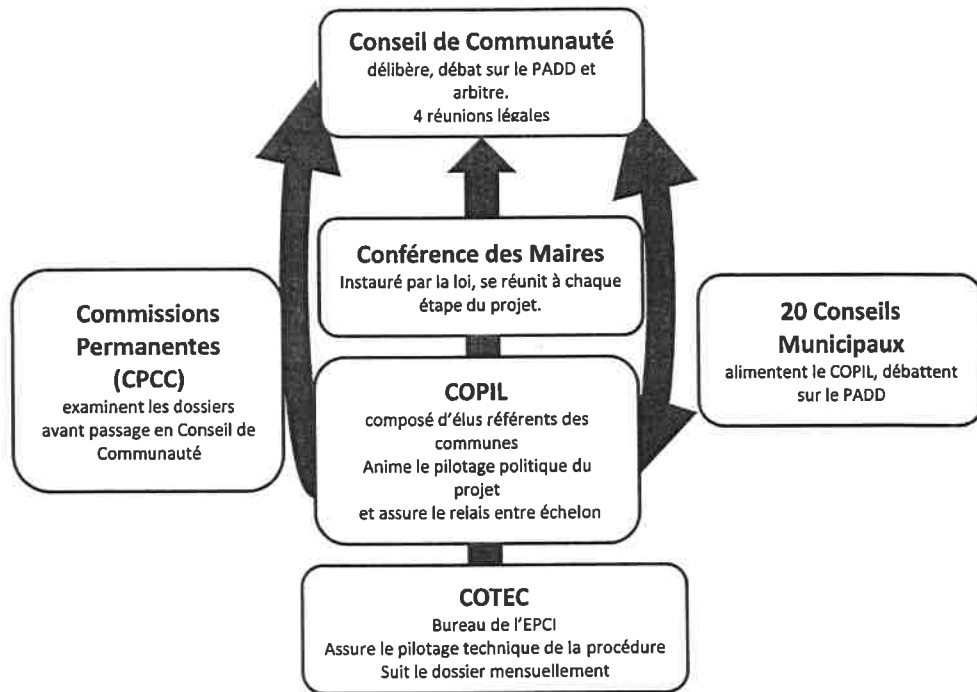 Conseil de Communauté
délibère, débat sur le PADD et
arbitre.
4 réunions légales
Conférence des Maires
Instauré par la loi, se réunit à chaque
étape du projet.
Commissions
Permanentes
(CPCC)
examinent les dossiers
avant passage en Conseil de
Communauté
COPIL
composé d'élus référents des
communes
Anime le pilotage politique du
projet
et assure le relais entre échelon
20 Conseils
Municipaux
alimentent le COPIL, débattent
sur le PADD
COTEC
Bureau de l'EPCI
Assure le pilotage technique de la procédure
Suit le dossier mensuellement